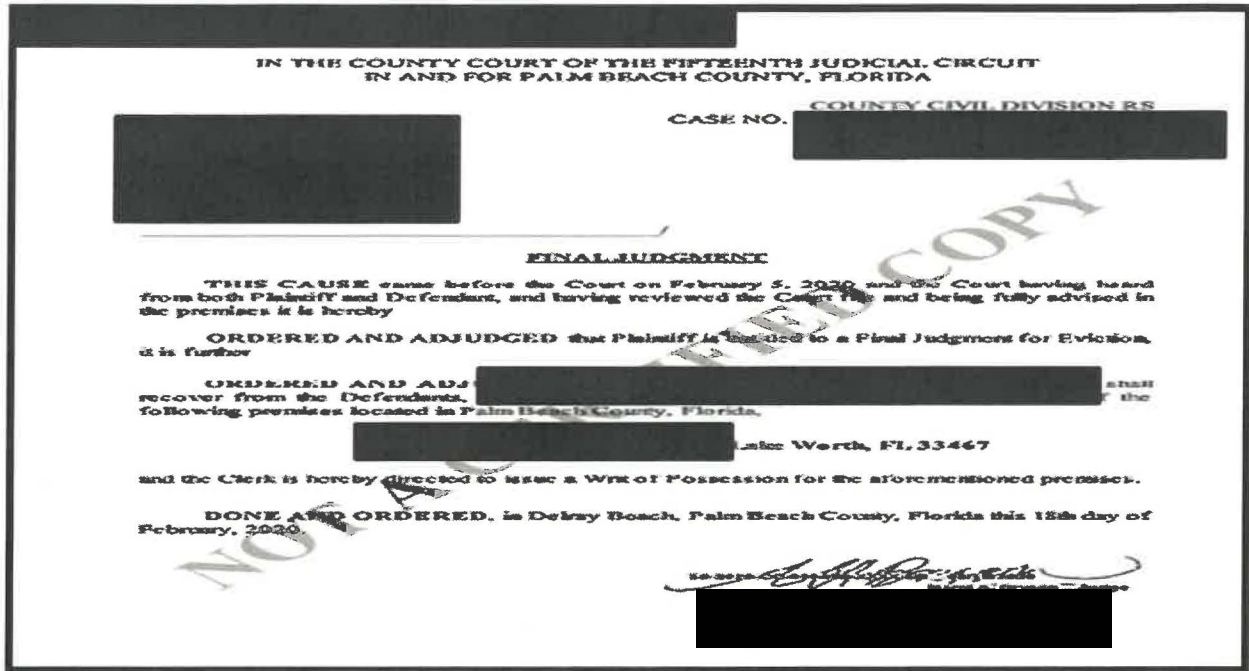 IN THE COUNTY COURT OF THE FIFTEENTH JUDICIAL CIRCUIT
IN AND FOR PALM BEACH COUNTY, FLORIDA
COUNTY CIVIL DIVISION RS
CASE NO.
FINAL JUDGMENT
THIS CAUSE came before the Court on February 5, 2020 and the Court having heard
from both Plaintiff and Defendant, and having reviewed the Court file and being fully advised in
the premises it is hereby
ORDERED AND ADJUDGED that Plaintiff is entitled to a Final Judgment for Eviction,
it is further
ORDERED AND ADJ shall
recover from the Defendants, the
following premises located in Palm Beach County, Florida,
Lake Worth, FL 33467
and the Clerk is hereby directed to issue a Writ of Possession for the aforementioned premises.
DONE AND ORDERED, in Delray Beach, Palm Beach County, Florida this 18th day of
February, 2020.
NOT A CERTIFIED COPY